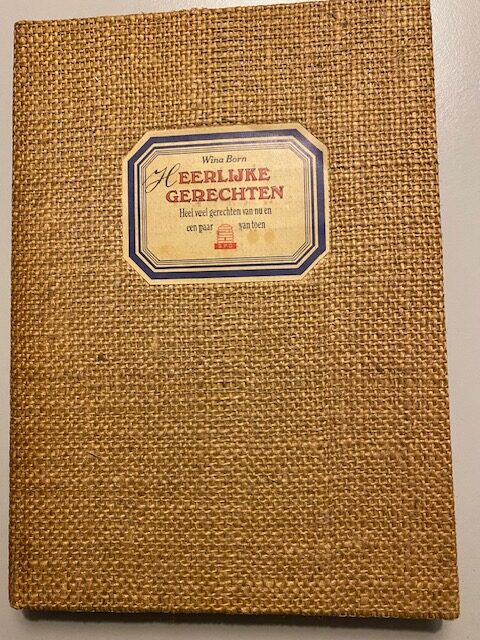 Wina Born
HEERLIJKE
GERECHTEN
Heel veel gerechten van nu en
een paar van toen